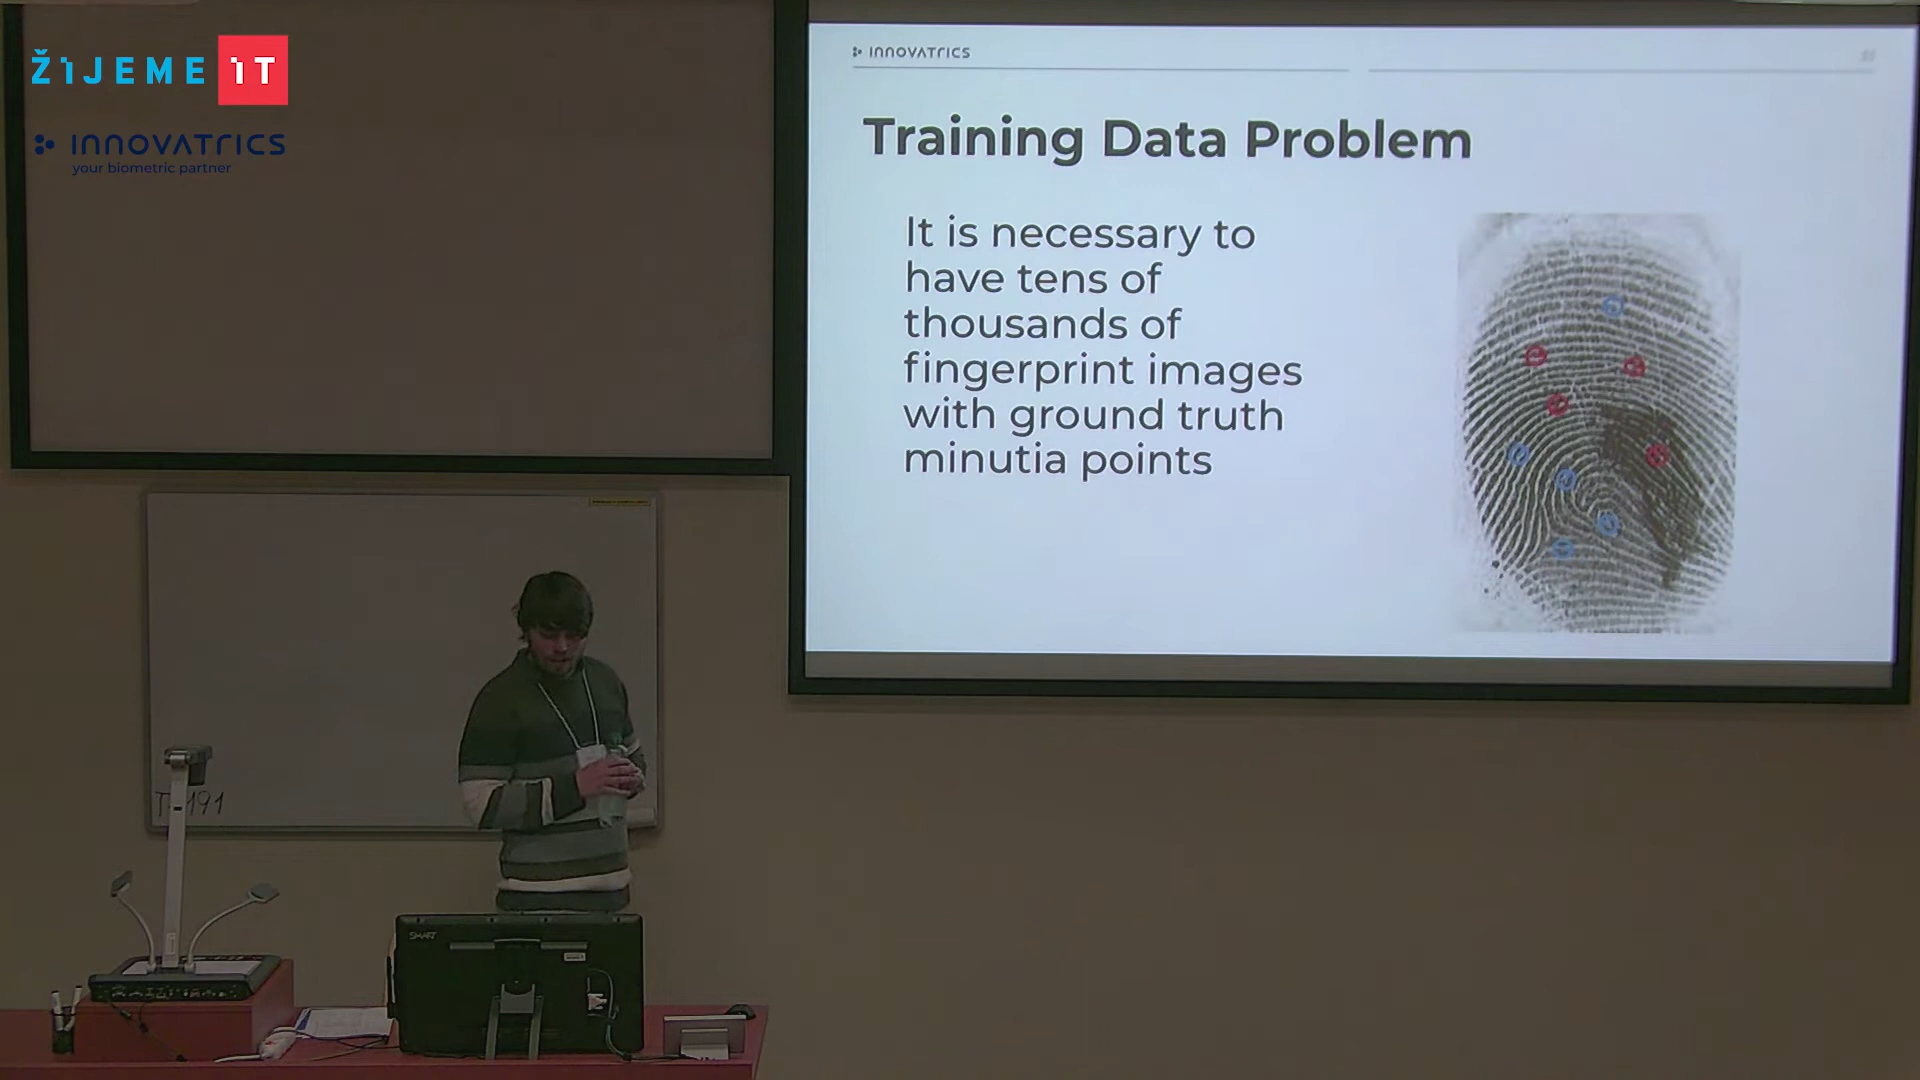 ŽIJEME IT
INNOVATRICS
your biometric partner
INNOVATRICS
Training Data Problem
It is necessary to
have tens of
thousands of
fingerprint images
with ground truth
minutia points
SMART